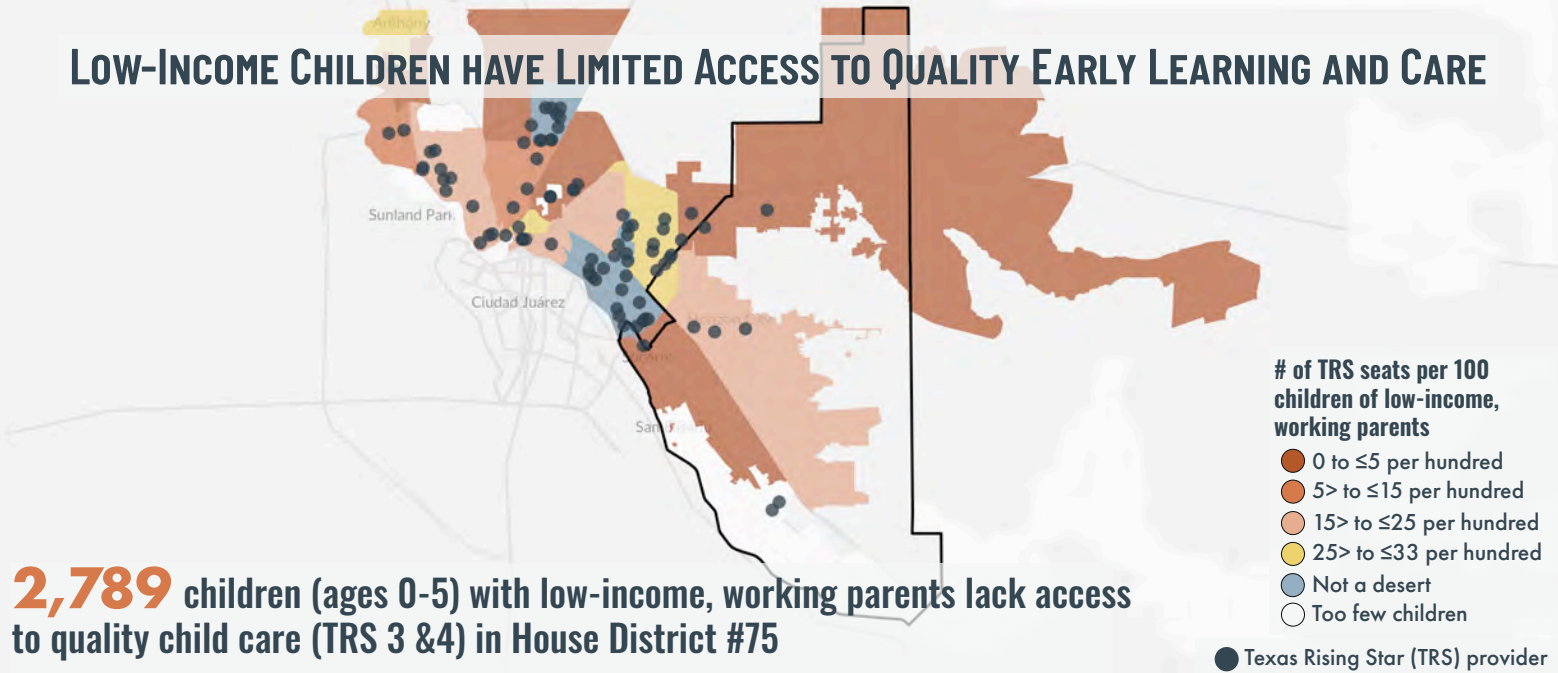 Anthony
LOW-INCOME CHILDREN HAVE LIMITED ACCESS TO QUALITY EARLY LEARNING AND CARE
Sunland Park
Ciudad Juárez
Socorro
San
# of TRS seats per 100
children of low-income,
working parents
0 to ≤5 per hundred
5> to ≤15 per hundred
15> to ≤25 per hundred
25> to ≤33 per hundred
Not a desert
Too few children
Texas Rising Star (TRS) provider
2,789 children (ages 0-5) with low-income, working parents lack access
to quality child care (TRS 3 &4) in House District #75